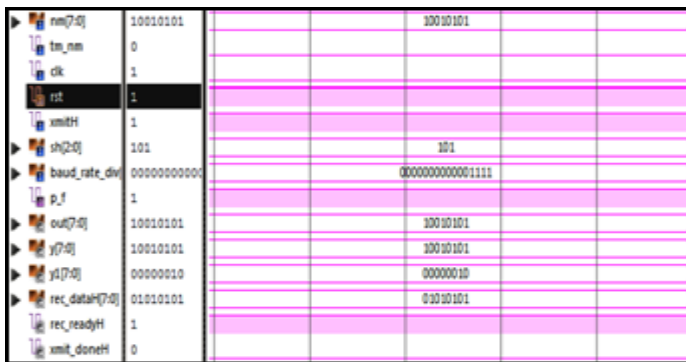 nm[7:0] 10010101 10010101
tm_nm 0
clk 1
rst 1
xmitH 1
sh[2:0] 101 101
baud_rate_div 00000000000 0000000000001111
p_f 1
out[7:0] 10010101 10010101
y[7:0] 10010101 10010101
y1[7:0] 00000010 00000010
rec_dataH[7:0] 01010101 01010101
rec_readyH 1
xmit_doneH 0